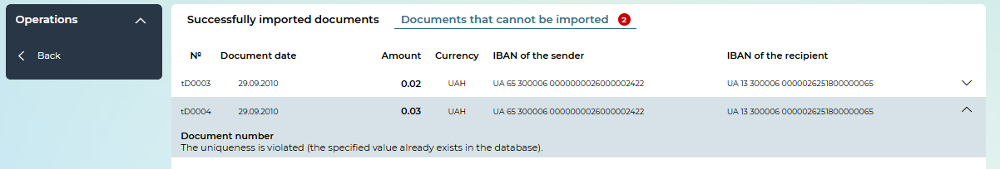 Operations
Back
Successfully imported documents Documents that cannot be imported 2
№ Document date Amount Currency IBAN of the sender IBAN of the recipient
tD0003 29.09.2010 0.02 UAH UA 65 300006 0000000026000002422 UA 13 300006 0000026251800000065
tD0004 29.09.2010 0.03 UAH UA 65 300006 0000000026000002422 UA 13 300006 0000026251800000065
Document number
The uniqueness is violated (the specified value already exists in the database).